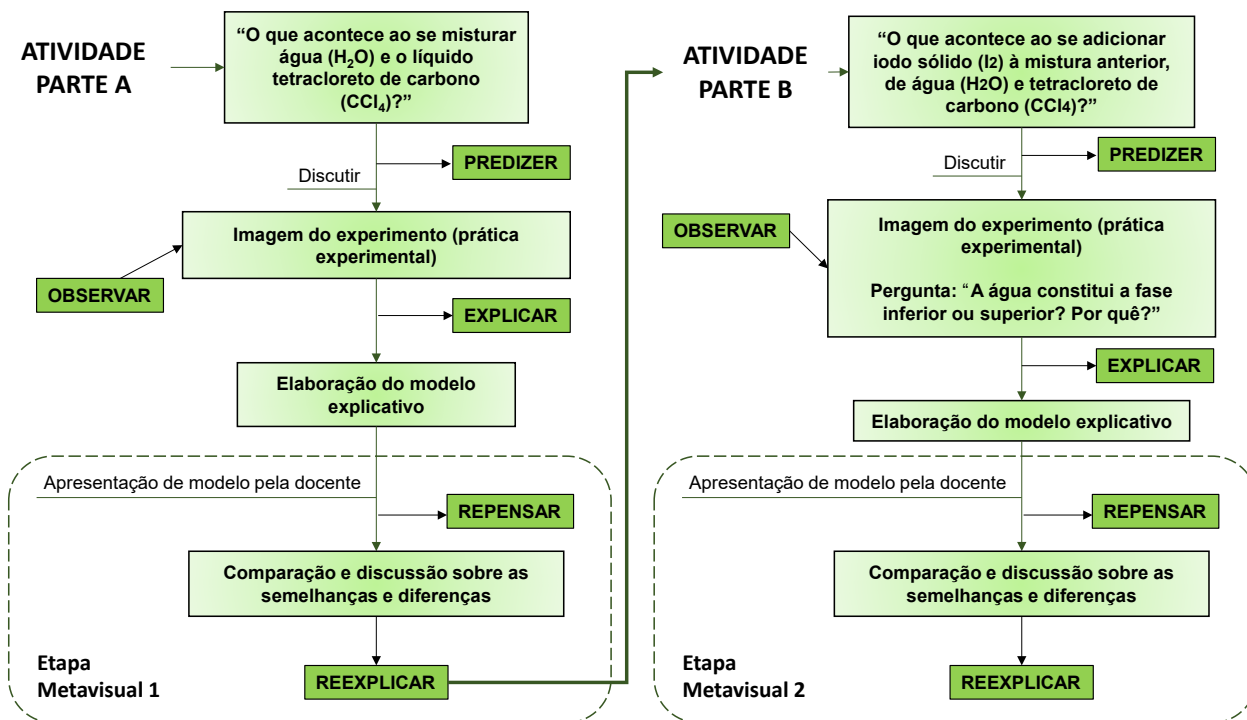 ATIVIDADE
PARTE A
“O que acontece ao se misturar
água (H₂O) e o líquido
tetracloreto de carbono
(CCl₄)?”
PREDIZER
Discutir
Imagem do experimento (prática
experimental)
OBSERVAR
EXPLICAR
Elaboração do modelo
explicativo
Apresentação de modelo pela docente
REPENSAR
Comparação e discussão sobre as
semelhanças e diferenças
Etapa
Metavisual 1
REEXPLICAR
ATIVIDADE
PARTE B
“O que acontece ao se adicionar
iodo sólido (I2) à mistura anterior,
de água (H2O) e tetracloreto de
carbono (CCl4)?”
PREDIZER
Discutir
OBSERVAR
Imagem do experimento (prática
experimental)
Pergunta: “A água constitui a fase
inferior ou superior? Por quê?”
EXPLICAR
Elaboração do modelo explicativo
Apresentação de modelo pela docente
REPENSAR
Comparação e discussão sobre as
semelhanças e diferenças
Etapa
Metavisual 2
REEXPLICAR